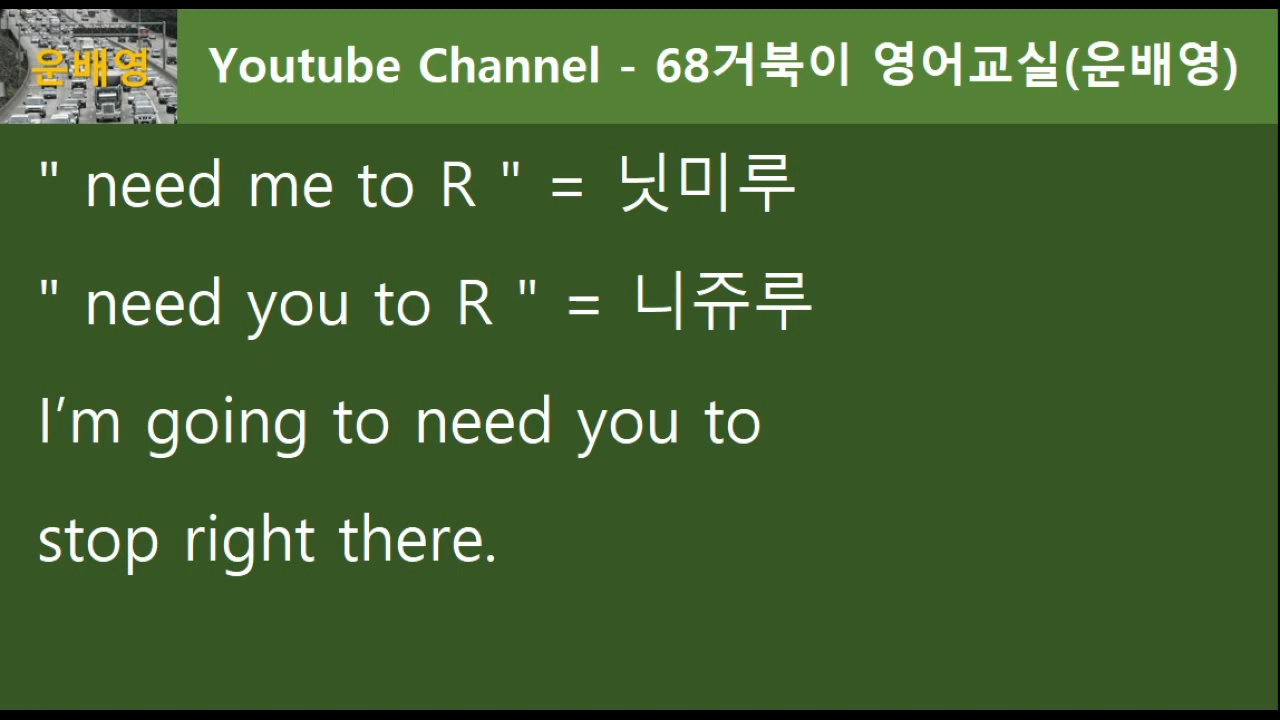 운배영
Youtube Channel - 68거북이 영어교실(운배영)
" need me to R " = 닛미루
" need you to R " = 니쥬루
I'm going to need you to
stop right there.